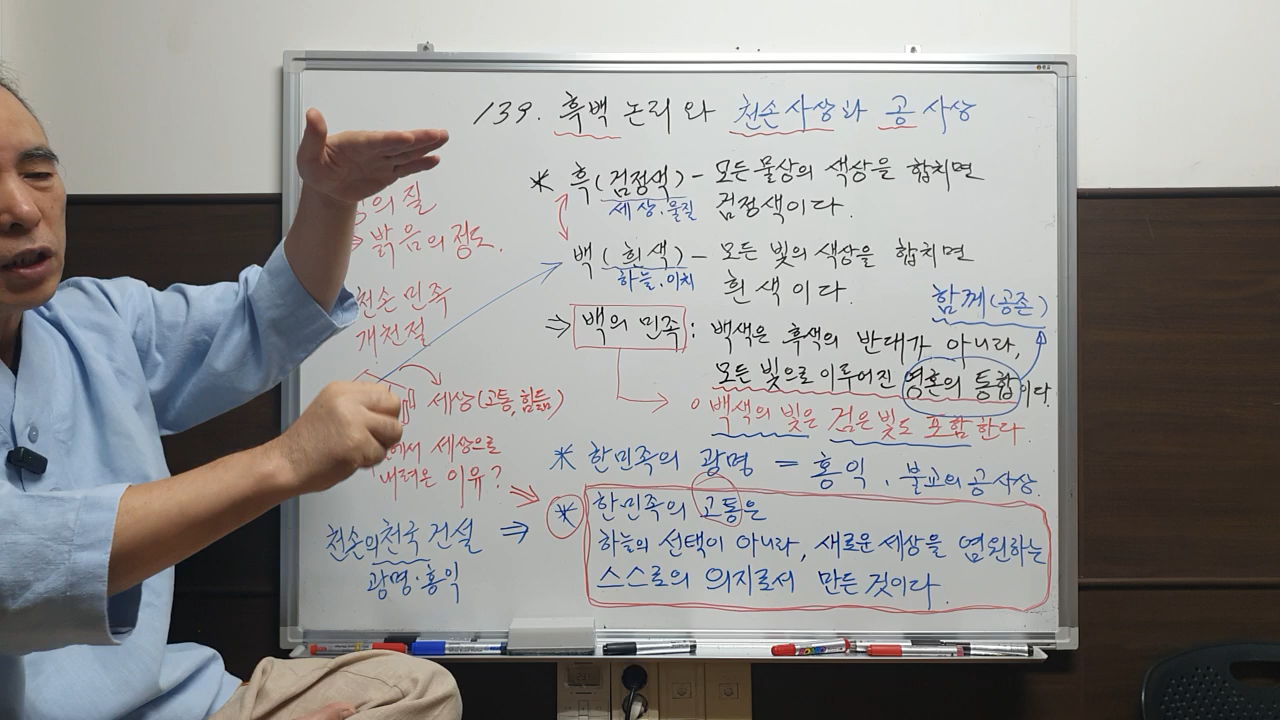 139. 흑백 논리와 천손사상과 공 사상
* 흑(검정색) - 모든물상의 색상을 합치면
세상.물질 검정색이다.
백(흰색) - 모든 빛의 색상을 합치면
하늘.이치 흰색이다.
함께(공존)
⇒ 백의 민족 : 백색은 흑색의 반대가 아니라,
모든 빛으로 이루어진 영혼의 통합이다.
○ 백색의 빛은 검은빛도 포함한다
* 한민족의 광명 = 홍익, 불교의 공사상.
* 한민족의 고통은
하늘의 선택이 아니라, 새로운세상을 염원하는
스스로의 의지로서 만든 것이다.
의 질
⇒ 밝음의 정도.
천손 민족
개천절
세상(고통, 힘듦)
에서 세상으로
내려온 이유?
천손의 천국 건설 ⇒
광명·홍익